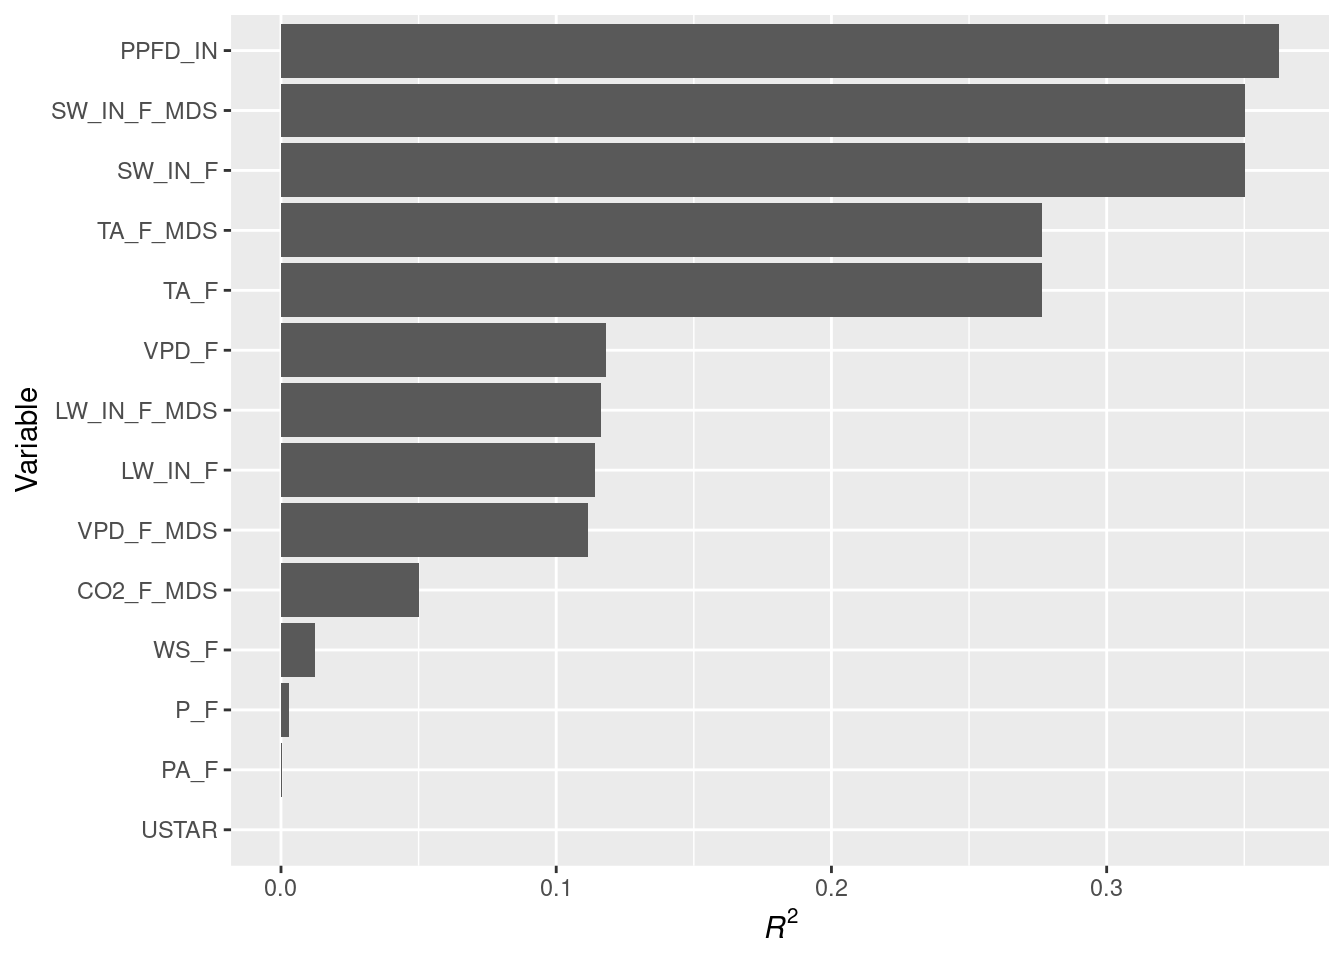 PPFD_IN
SW_IN_F_MDS
SW_IN_F
TA_F_MDS
TA_F
VPD_F
LW_IN_F_MDS
LW_IN_F
VPD_F_MDS
CO2_F_MDS
WS_F
P_F
PA_F
USTAR
Variable
0.0 0.1 0.2 0.3
R²